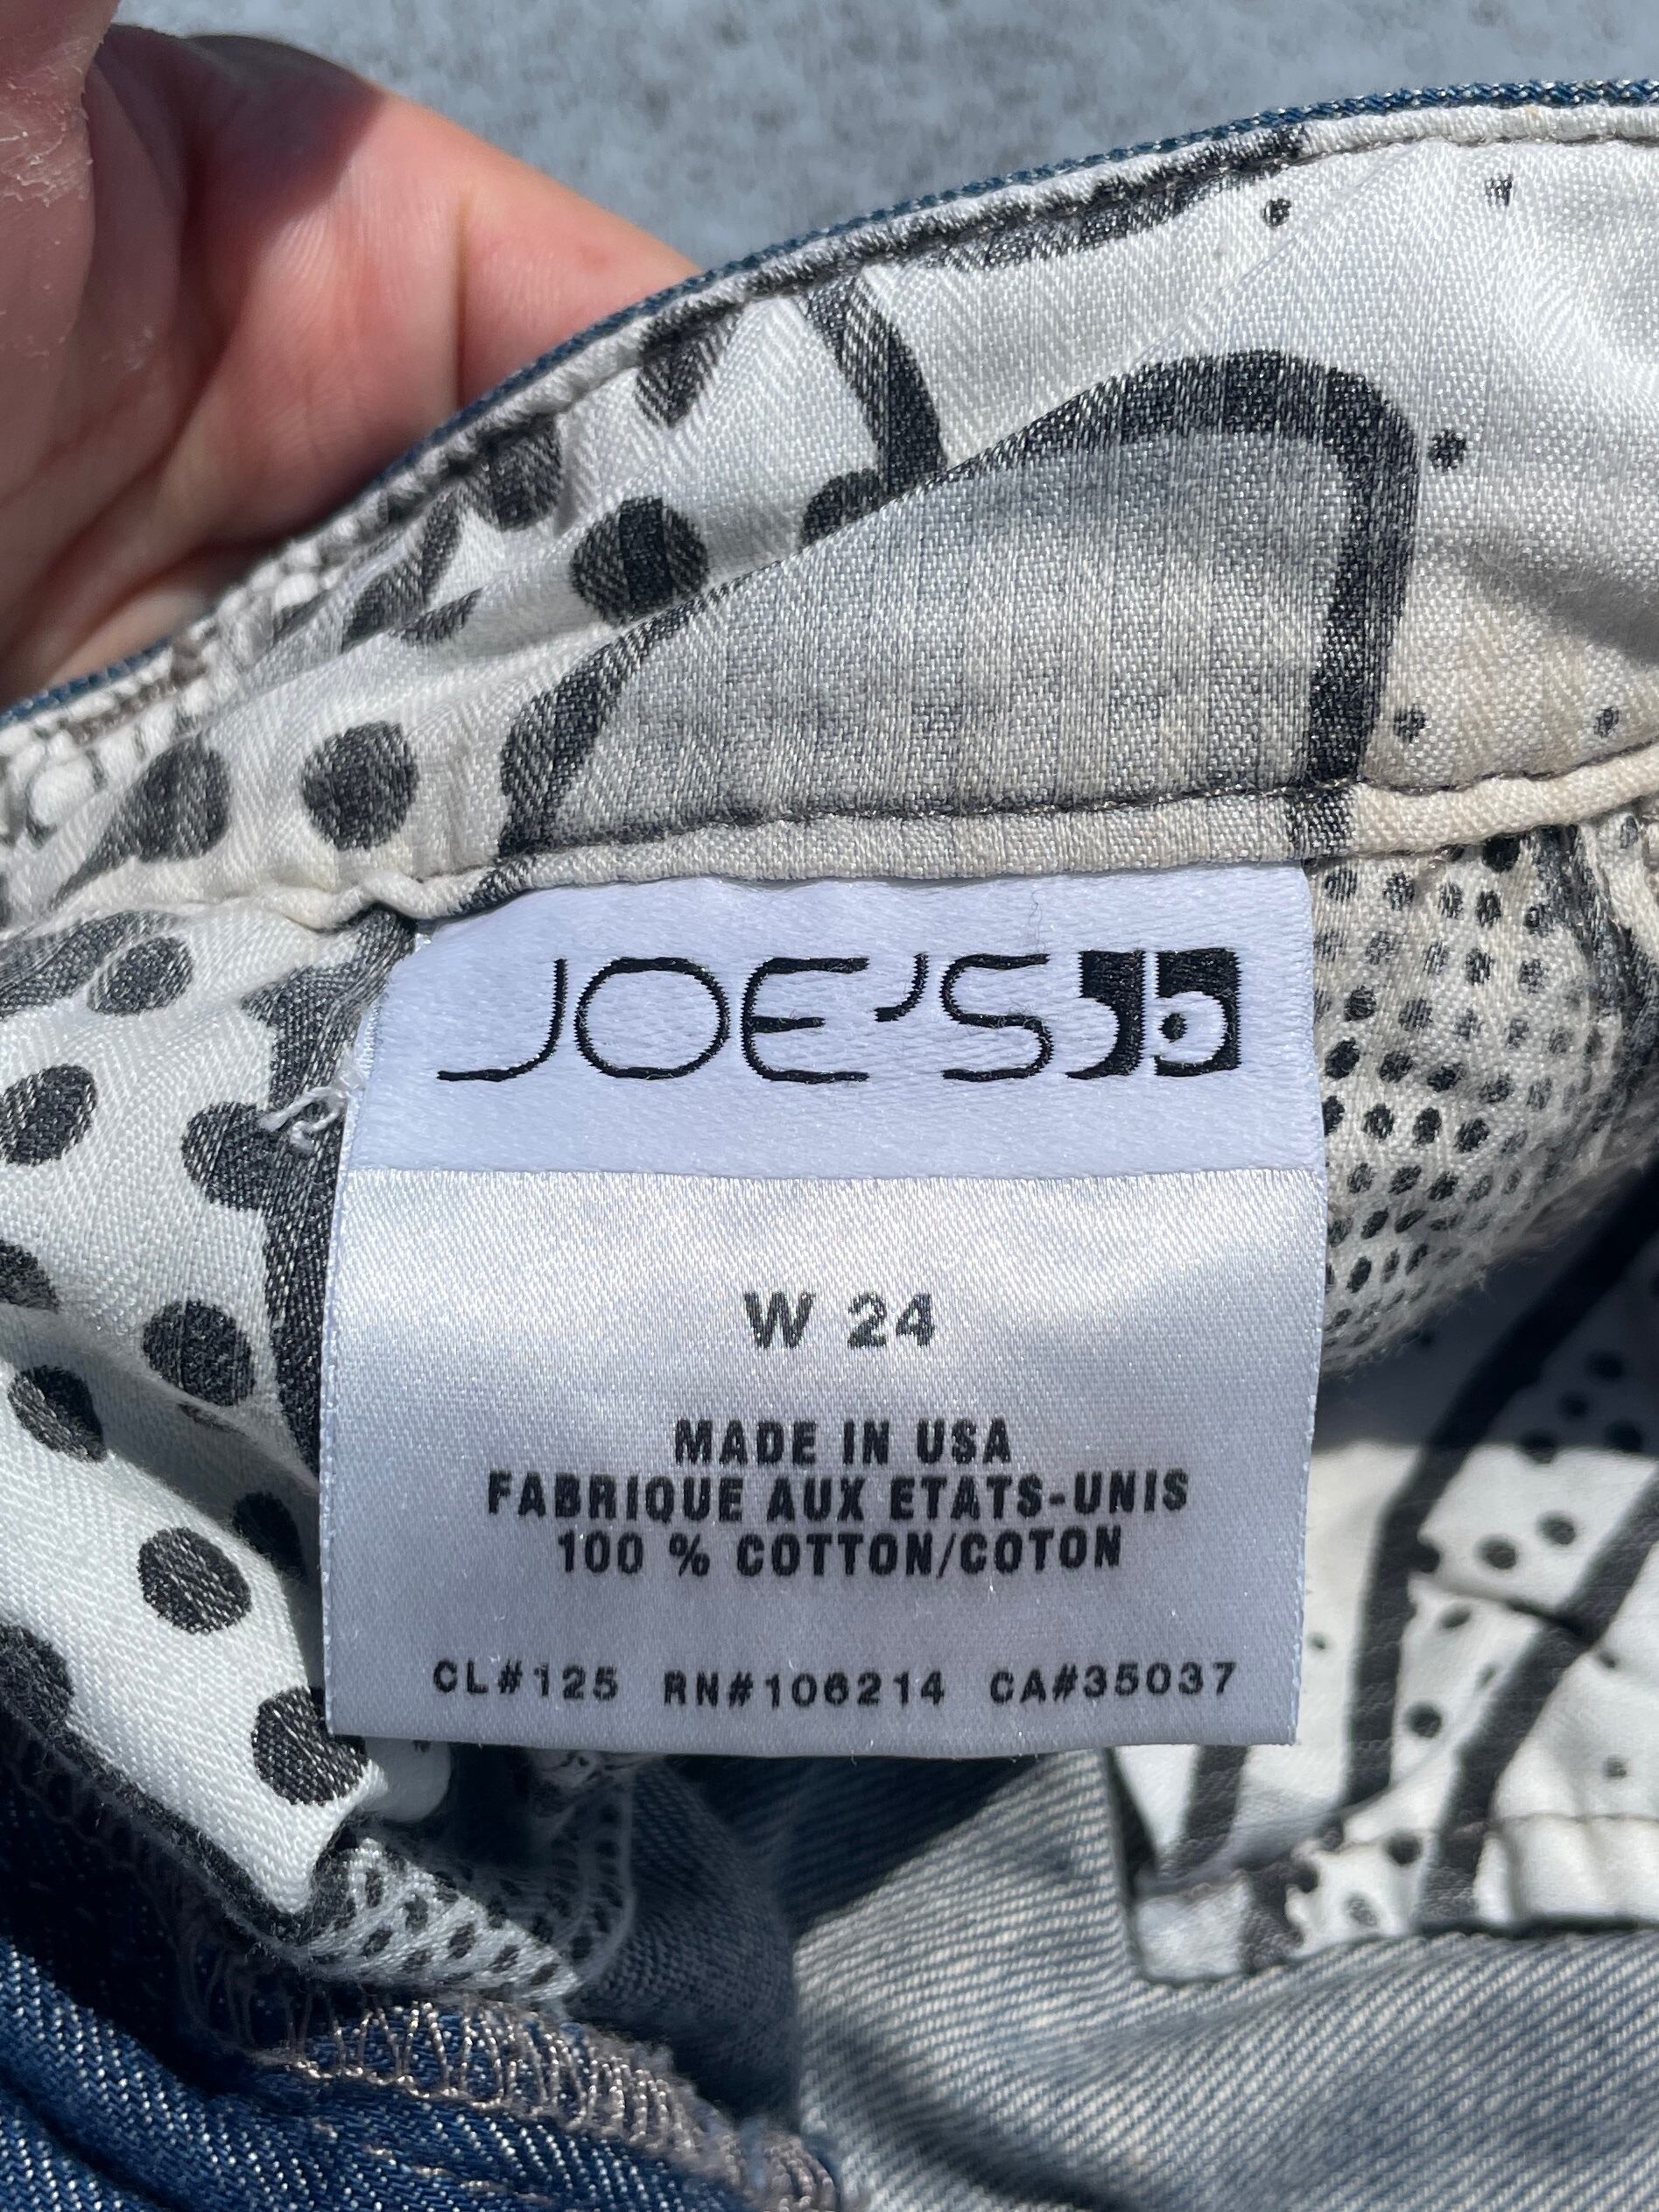 JOE'S
W 24
MADE IN USA
FABRIQUE AUX ETATS-UNIS
100 % COTTON/COTON
CL#125 RN#106214 CA#35037